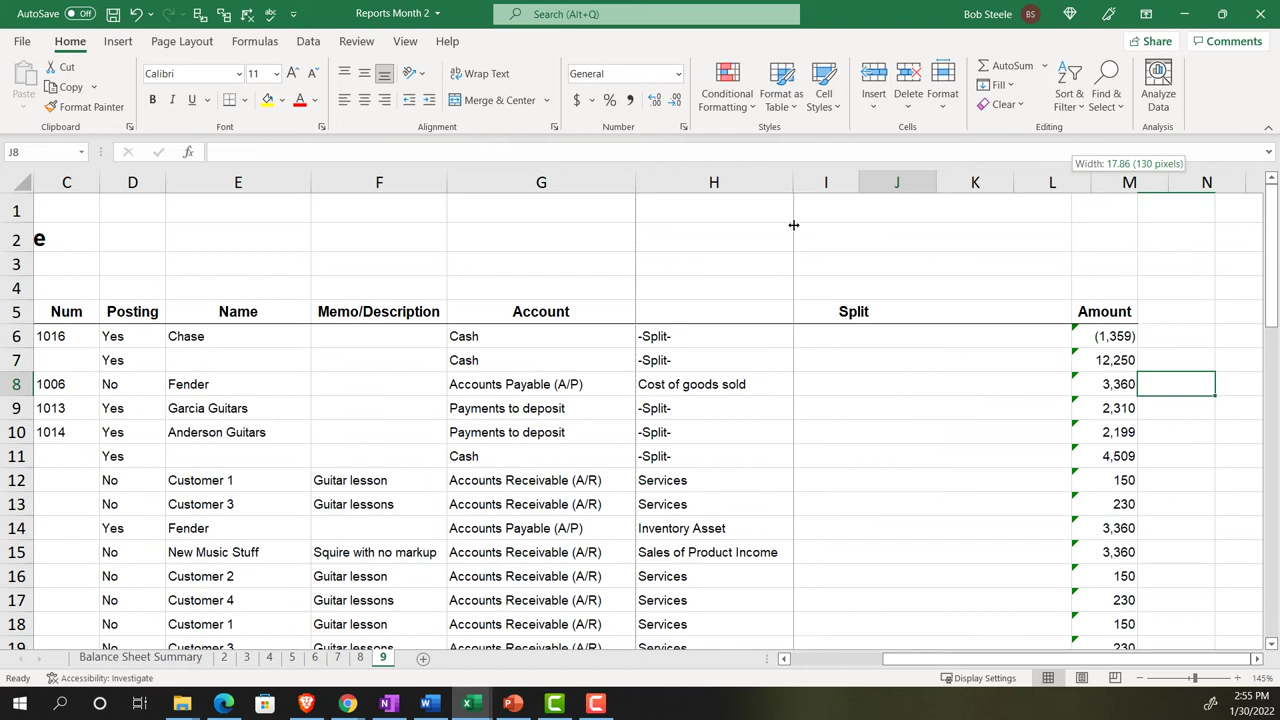 AutoSave Off Reports Month 2 Search (Alt+Q) Bob Steele BS
File Home Insert Page Layout Formulas Data Review View Help Share Comments
Paste Cut Copy Format Painter Clipboard
Calibri 11 B I U A Font
Wrap Text Merge & Center Alignment
General $ % , Number
Conditional Formatting Format as Table Cell Styles Styles
Insert Delete Format Cells
AutoSum Fill Clear Sort & Filter Find & Select Editing
Analyze Data Analysis
J8 fx
Width: 17.86 (130 pixels)
C D E F G H I J K L M N
1
2 e
3
4
5 Num Posting Name Memo/Description Account Split Amount
6 1016 Yes Chase Cash -Split- (1,359)
7 Yes Cash -Split- 12,250
8 1006 No Fender Accounts Payable (A/P) Cost of goods sold 3,360
9 1013 Yes Garcia Guitars Payments to deposit -Split- 2,310
10 1014 Yes Anderson Guitars Payments to deposit -Split- 2,199
11 Yes Cash -Split- 4,509
12 No Customer 1 Guitar lesson Accounts Receivable (A/R) Services 150
13 No Customer 3 Guitar lessons Accounts Receivable (A/R) Services 230
14 Yes Fender Accounts Payable (A/P) Inventory Asset 3,360
15 No New Music Stuff Squire with no markup Accounts Receivable (A/R) Sales of Product Income 3,360
16 No Customer 2 Guitar lesson Accounts Receivable (A/R) Services 150
17 No Customer 4 Guitar lessons Accounts Receivable (A/R) Services 230
18 No Customer 1 Guitar lesson Accounts Receivable (A/R) Services 150
19 No Customer 3 Guitar lessons Accounts Receivable (A/R) Services 230
Balance Sheet Summary 2 3 4 5 6 7 8 9
Ready Accessibility: Investigate Display Settings 145%
2:55 PM
1/30/2022